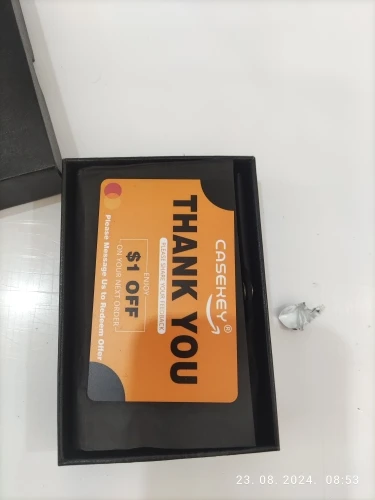 CASEKEY®
THANK YOU
PLEASE SHARE YOUR FEEDBACK
ENJOY
$1 OFF
ON YOUR NEXT ORDER
Please Message Us to Redeem Offer
23.08.2024. 08:53